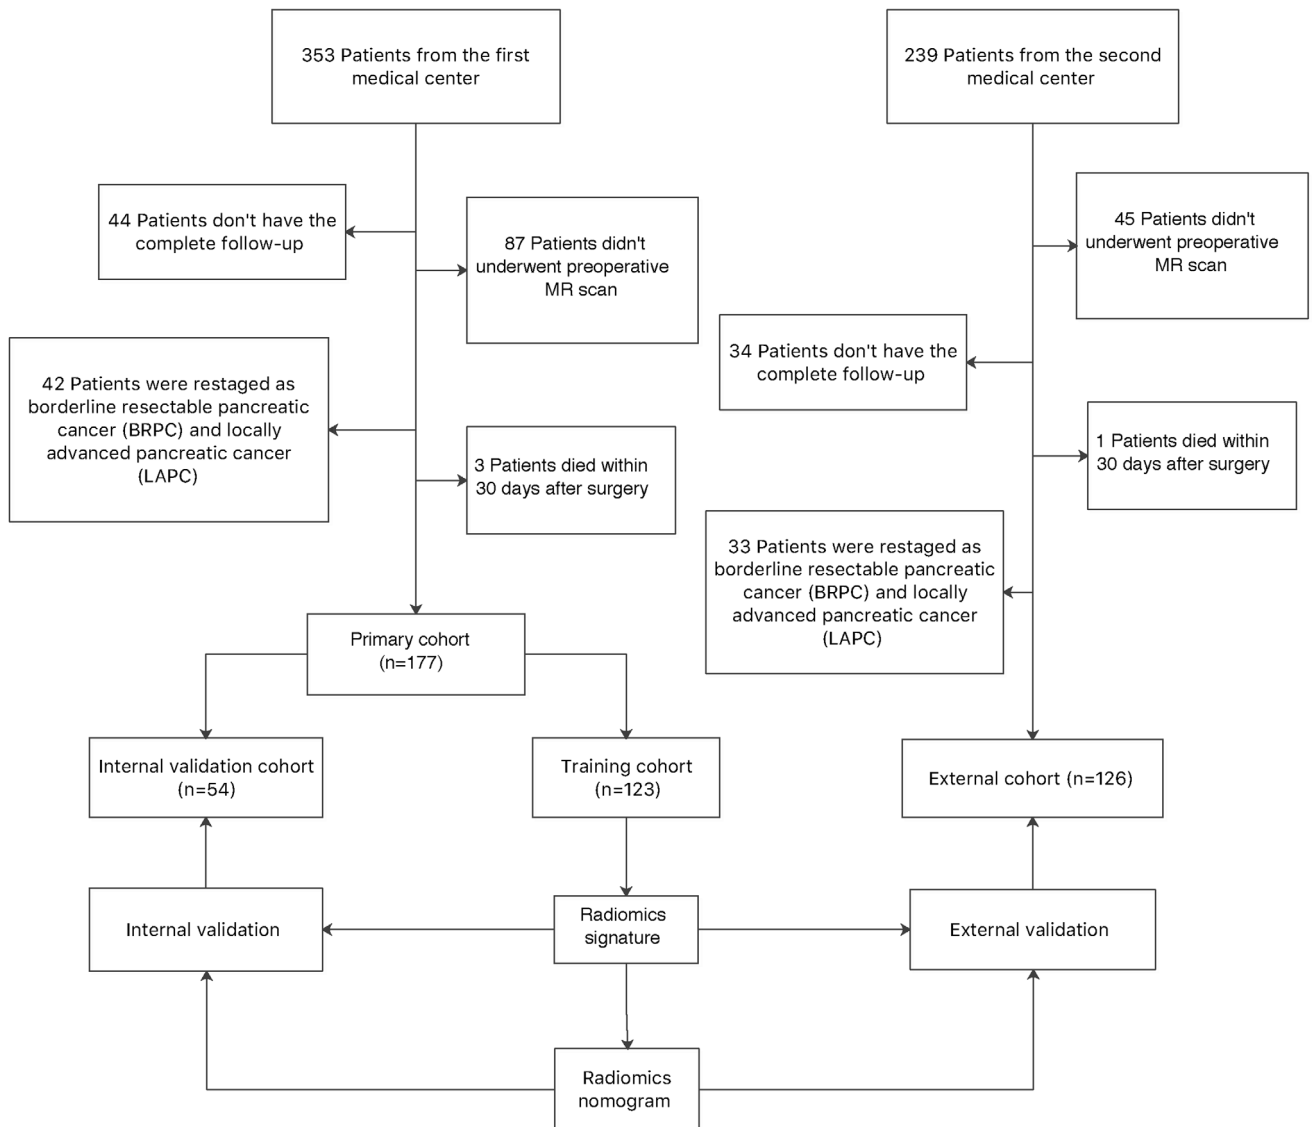 353 Patients from the first
medical center
239 Patients from the second
medical center
44 Patients don't have the
complete follow-up
87 Patients didn't
underwent preoperative
MR scan
45 Patients didn't
underwent preoperative
MR scan
34 Patients don't have the
complete follow-up
42 Patients were restaged as
borderline resectable pancreatic
cancer (BRPC) and locally
advanced pancreatic cancer
(LAPC)
3 Patients died within
30 days after surgery
1 Patients died within
30 days after surgery
33 Patients were restaged as
borderline resectable pancreatic
cancer (BRPC) and locally
advanced pancreatic cancer
(LAPC)
Primary cohort
(n=177)
Internal validation cohort
(n=54)
Training cohort
(n=123)
External cohort (n=126)
Internal validation
Radiomics
signature
External validation
Radiomics
nomogram